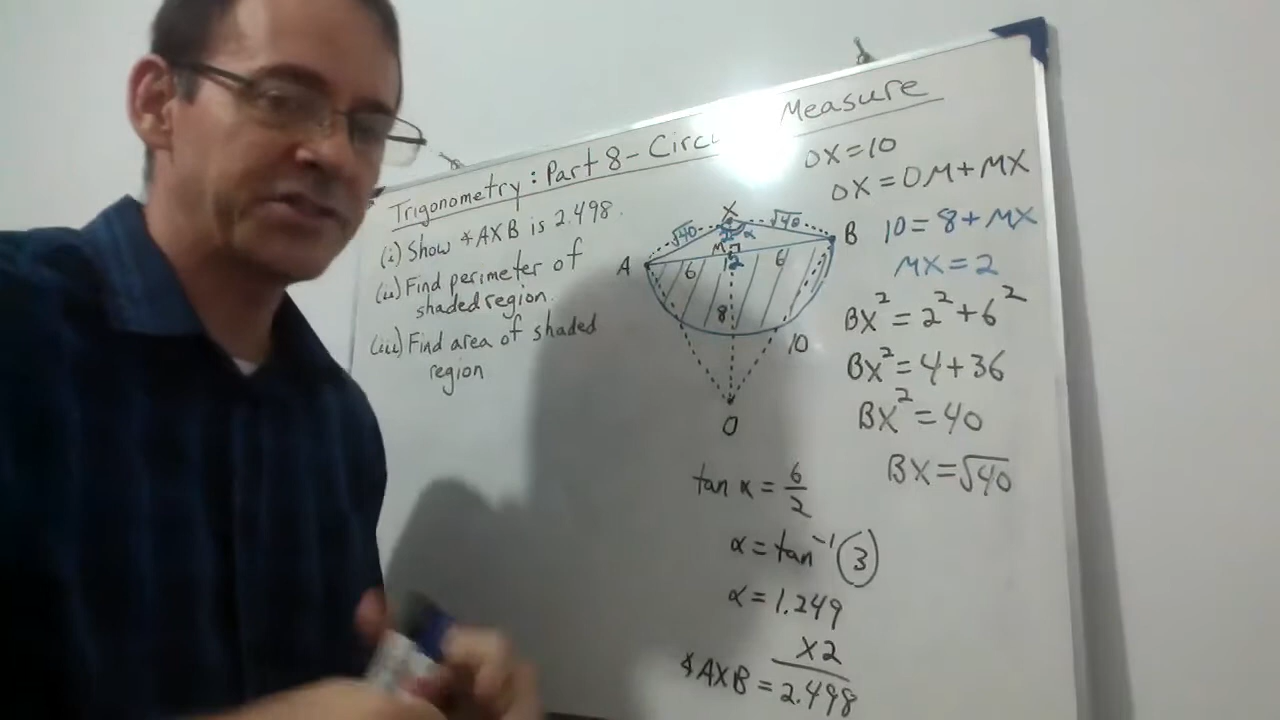 Trigonometry: Part 8 - Circ Measure
(i) Show ∡AXB is 2.498.
(ii) Find perimeter of
shaded region.
(iii) Find area of shaded
region
X
√40
√40
α
A
B
M
6
12
6
8
10
O
OX=10
OX=OM+MX
10=8+MX
MX=2
BX²=2²+6²
BX²=4+36
BX²=40
BX=√40
tan α = 6/2
α = tan⁻¹(3)
α = 1.249
X2
∡AXB = 2.498